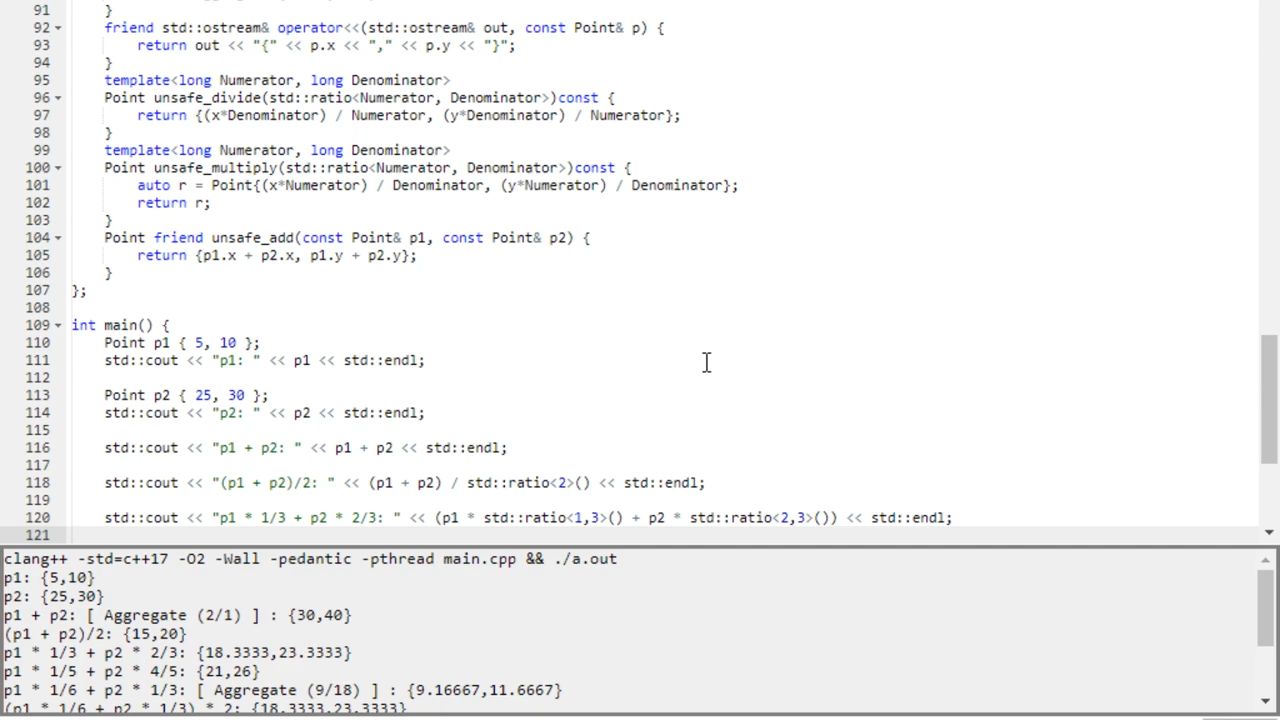 91 }
92 friend std::ostream& operator<<(std::ostream& out, const Point& p) {
93 return out << "{" << p.x << "," << p.y << "}";
94 }
95 template<long Numerator, long Denominator>
96 Point unsafe_divide(std::ratio<Numerator, Denominator>)const {
97 return {(x*Denominator) / Numerator, (y*Denominator) / Numerator};
98 }
99 template<long Numerator, long Denominator>
100 Point unsafe_multiply(std::ratio<Numerator, Denominator>)const {
101 auto r = Point{(x*Numerator) / Denominator, (y*Numerator) / Denominator};
102 return r;
103 }
104 Point friend unsafe_add(const Point& p1, const Point& p2) {
105 return {p1.x + p2.x, p1.y + p2.y};
106 }
107 };
108
109 int main() {
110 Point p1 { 5, 10 };
111 std::cout << "p1: " << p1 << std::endl;
112
113 Point p2 { 25, 30 };
114 std::cout << "p2: " << p2 << std::endl;
115
116 std::cout << "p1 + p2: " << p1 + p2 << std::endl;
117
118 std::cout << "(p1 + p2)/2: " << (p1 + p2) / std::ratio<2>() << std::endl;
119
120 std::cout << "p1 * 1/3 + p2 * 2/3: " << (p1 * std::ratio<1,3>() + p2 * std::ratio<2,3>()) << std::endl;
121
clang++ -std=c++17 -O2 -Wall -pedantic -pthread main.cpp && ./a.out
p1: {5,10}
p2: {25,30}
p1 + p2: [ Aggregate (2/1) ] : {30,40}
(p1 + p2)/2: {15,20}
p1 * 1/3 + p2 * 2/3: {18.3333,23.3333}
p1 * 1/5 + p2 * 4/5: {21,26}
p1 * 1/6 + p2 * 1/3: [ Aggregate (9/18) ] : {9.16667,11.6667}
(p1 * 1/6 + p2 * 1/3) * 2: {18.3333,23.3333}